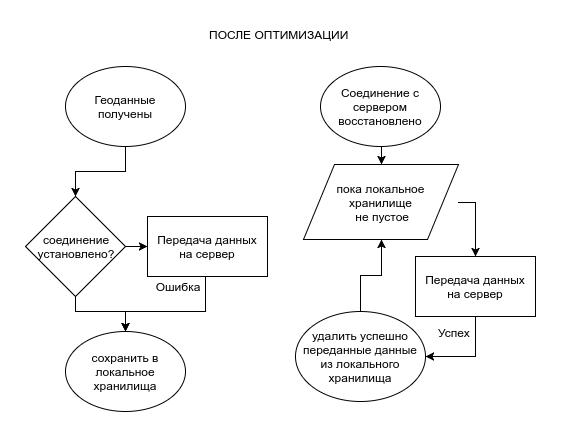 ПОСЛЕ ОПТИМИЗАЦИИ
Геоданные
получены
соединение
установлено?
Передача данных
на сервер
Ошибка
сохранить в
локальное
хранилища
Соединение с
сервером
восстановлено
пока локальное
хранилище
не пустое
Передача данных
на сервер
Успех
удалить успешно
переданные данные
из локального
хранилища